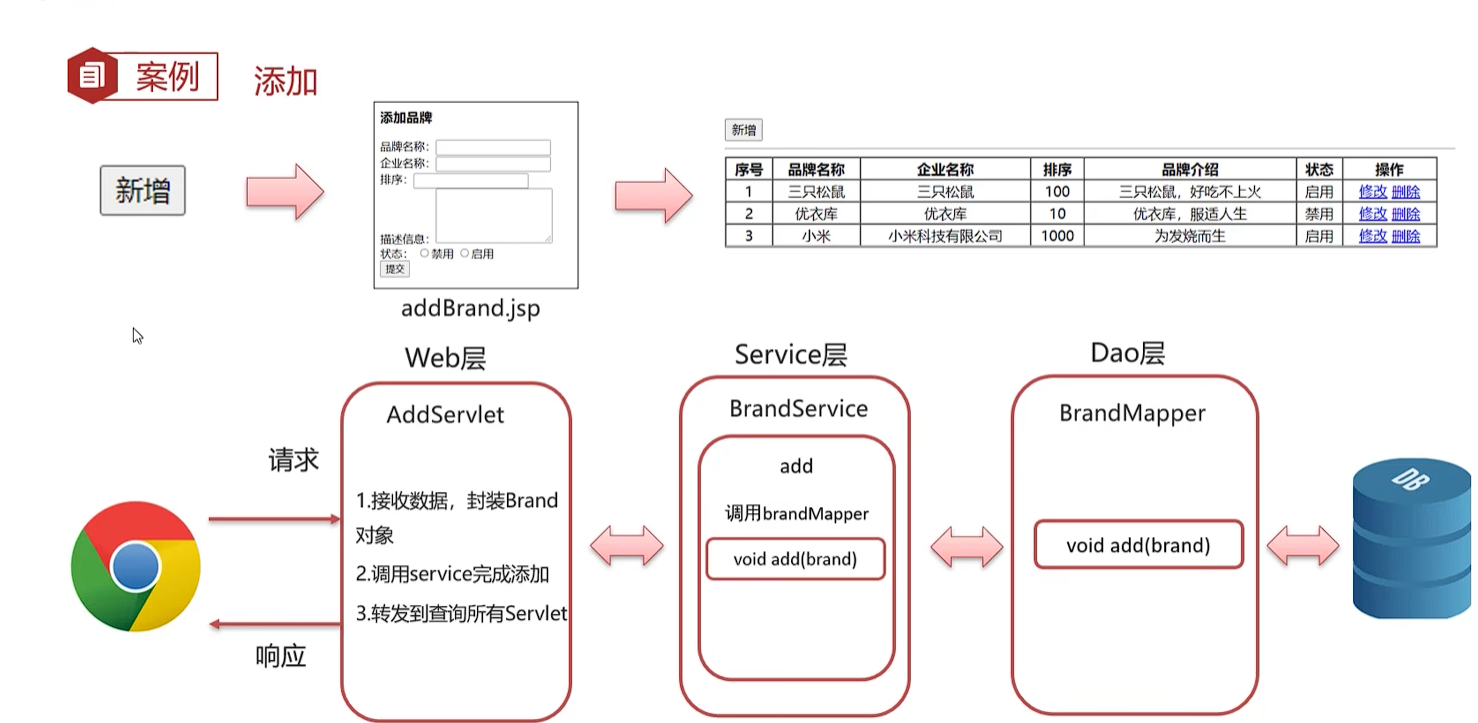 案例
添加
新增
添加品牌
品牌名称：
企业名称：
排序：
描述信息：
状态： 禁用 启用
提交
addBrand.jsp
新增
序号 品牌名称 企业名称 排序 品牌介绍 状态 操作
1 三只松鼠 三只松鼠 100 三只松鼠，好吃不上火 启用 修改 删除
2 优衣库 优衣库 10 优衣库，服适人生 禁用 修改 删除
3 小米 小米科技有限公司 1000 为发烧而生 启用 修改 删除
请求
响应
Web层
AddServlet
1.接收数据，封装Brand
对象
2.调用service完成添加
3.转发到查询所有Servlet
Service层
BrandService
add
调用brandMapper
void add(brand)
Dao层
BrandMapper
void add(brand)
DB